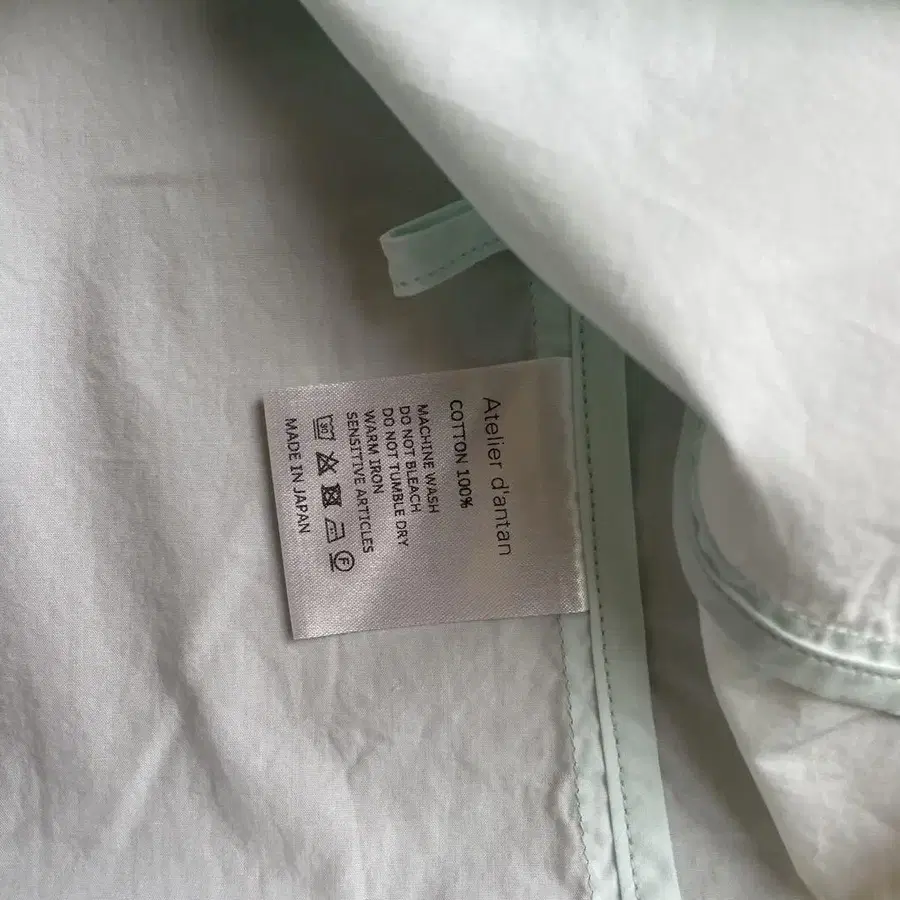 Atelier d'antan
COTTON 100%
MACHINE WASH
DO NOT BLEACH
DO NOT TUMBLE DRY
WARM IRON
SENSITIVE ARTICLES
30 F
MADE IN JAPAN